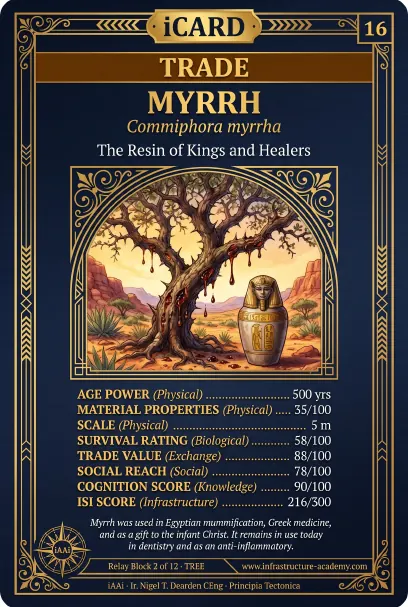 iCARD
16
TRADE
MYRRH
Commiphora myrrha
The Resin of Kings and Healers
AGE POWER (Physical) ........................ 500 yrs
MATERIAL PROPERTIES (Physical) ..... 35/100
SCALE (Physical) ....................................... 5 m
SURVIVAL RATING (Biological) ........... 58/100
TRADE VALUE (Exchange) ................... 88/100
SOCIAL REACH (Social) ....................... 78/100
COGNITION SCORE (Knowledge) ........ 90/100
ISI SCORE (Infrastructure) ................... 216/300
Myrrh was used in Egyptian mummification, Greek medicine,
and as a gift to the infant Christ. It remains in use today
in dentistry and as an anti-inflammatory.
iAAi
Relay Block 2 of 12 · TREE
www.infrastructure-academy.com
iAAi · Ir. Nigel T. Dearden CEng · Principia Tectonica